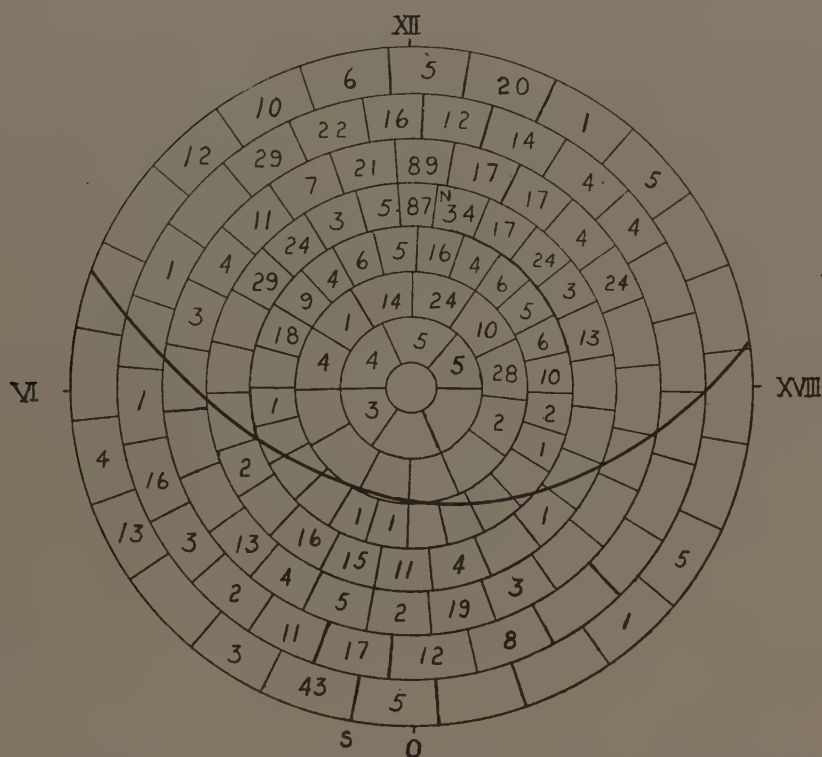 XII
5 20 1 5
6 10 12
16 12 14 4 4
22 29 1
89 17 17 4 24
21 7 11 4 3
87 N 34 17 24 3 13
5 3 24 29
5 16 4 6 5 6 10
6 4 9 18
14 24 10 28
1 4
5 5
4 3
VI XVIII
1 2 2
1 1
4 16 2
13 3 13 16 1 1 1 5
15 11 4 3
2 4 5 2 19 1
3 11 17 12 8
43 5
S O